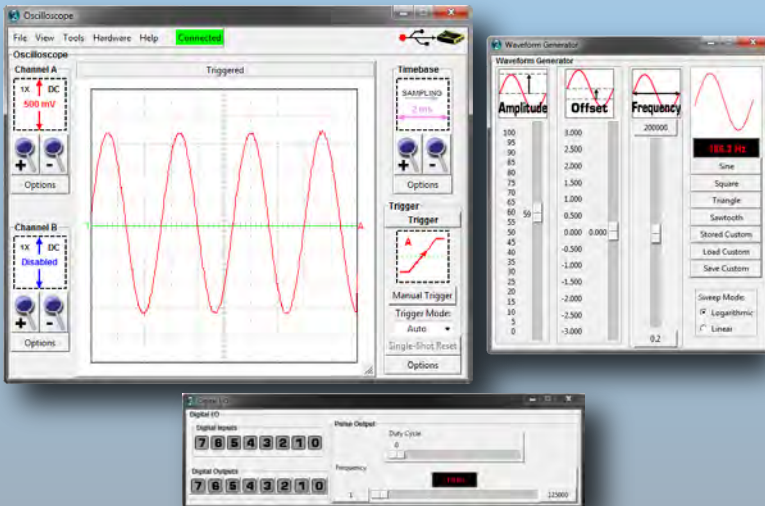 Oscilloscope
File View Tools Hardware Help Connected
Oscilloscope
Channel A
1X DC
500 mV
+ -
Options
Channel B
1X DC
Disabled
+ -
Options
Triggered
T A
Timebase
SAMPLING
2 ms
+ -
Options
Trigger
Trigger
A
Manual Trigger
Trigger Mode:
Auto
Single-Shot Reset
Options
Waveform Generator
Waveform Generator
Amplitude Offset Frequency
100
95
90
85
80
75
70
65
60
55
50
45
40
35
30
25
20
15
10
5
0
59
3.000
2.500
2.000
1.500
1.000
0.500
0.000 0.000
-0.500
-1.000
-1.500
-2.000
-2.500
-3.000
200000
0.2
Hz
Sine
Square
Triangle
Sawtooth
Stored Custom
Load Custom
Save Custom
Sweep Mode:
Logarithmic
Linear
Digital I/O
Digital I/O
Digital Inputs
7 6 5 4 3 2 1 0
Digital Outputs
7 6 5 4 3 2 1 0
Pulse Output
Duty Cycle
0
Frequency
1
125000